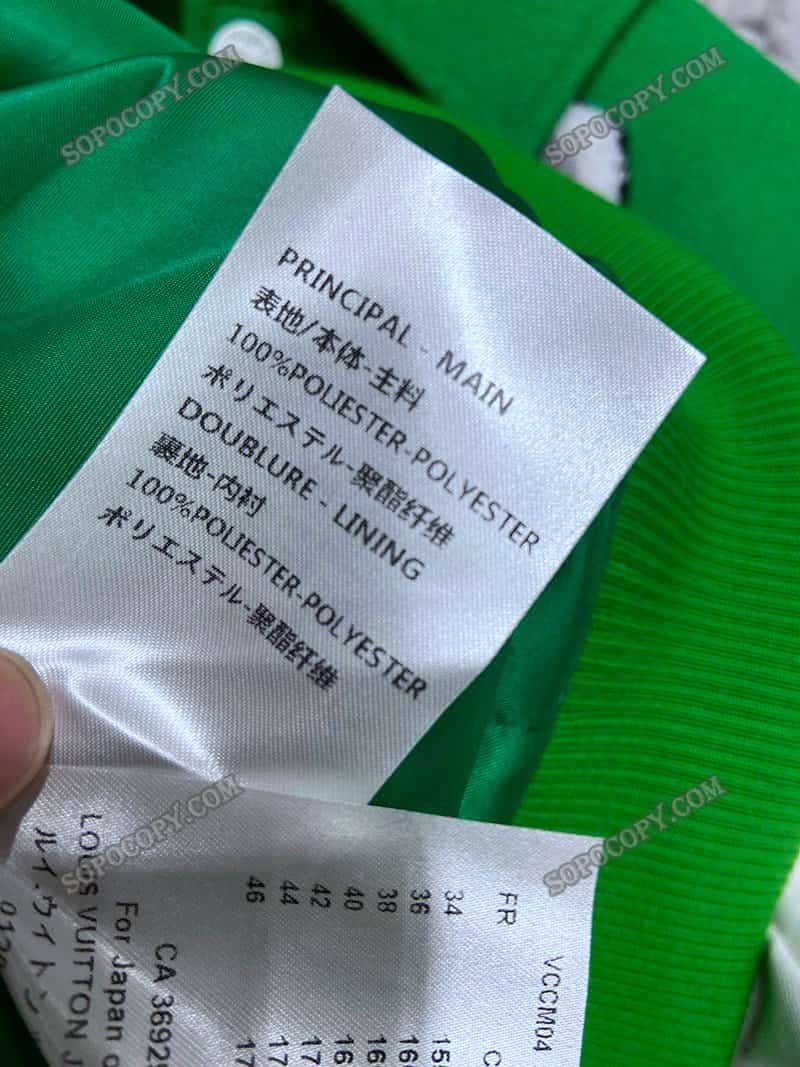 SOPOCOPY.COM
SOPOCOPY.COM
PRINCIPAL - MAIN
表地/本体-主料
100%POLIESTER-POLYESTER
ポリエステル-聚酯纤维
DOUBLURE - LINING
裏地-内衬
100%POLIESTER-POLYESTER
ポリエステル-聚酯纤维
SOPOCOPY.COM
SOPOCOPY.COM
VCCM04
FR
34
36
38
40
42
44
46
CA 3692
For Japan
LOUIS VUITTON J
ルイ・ヴィトン